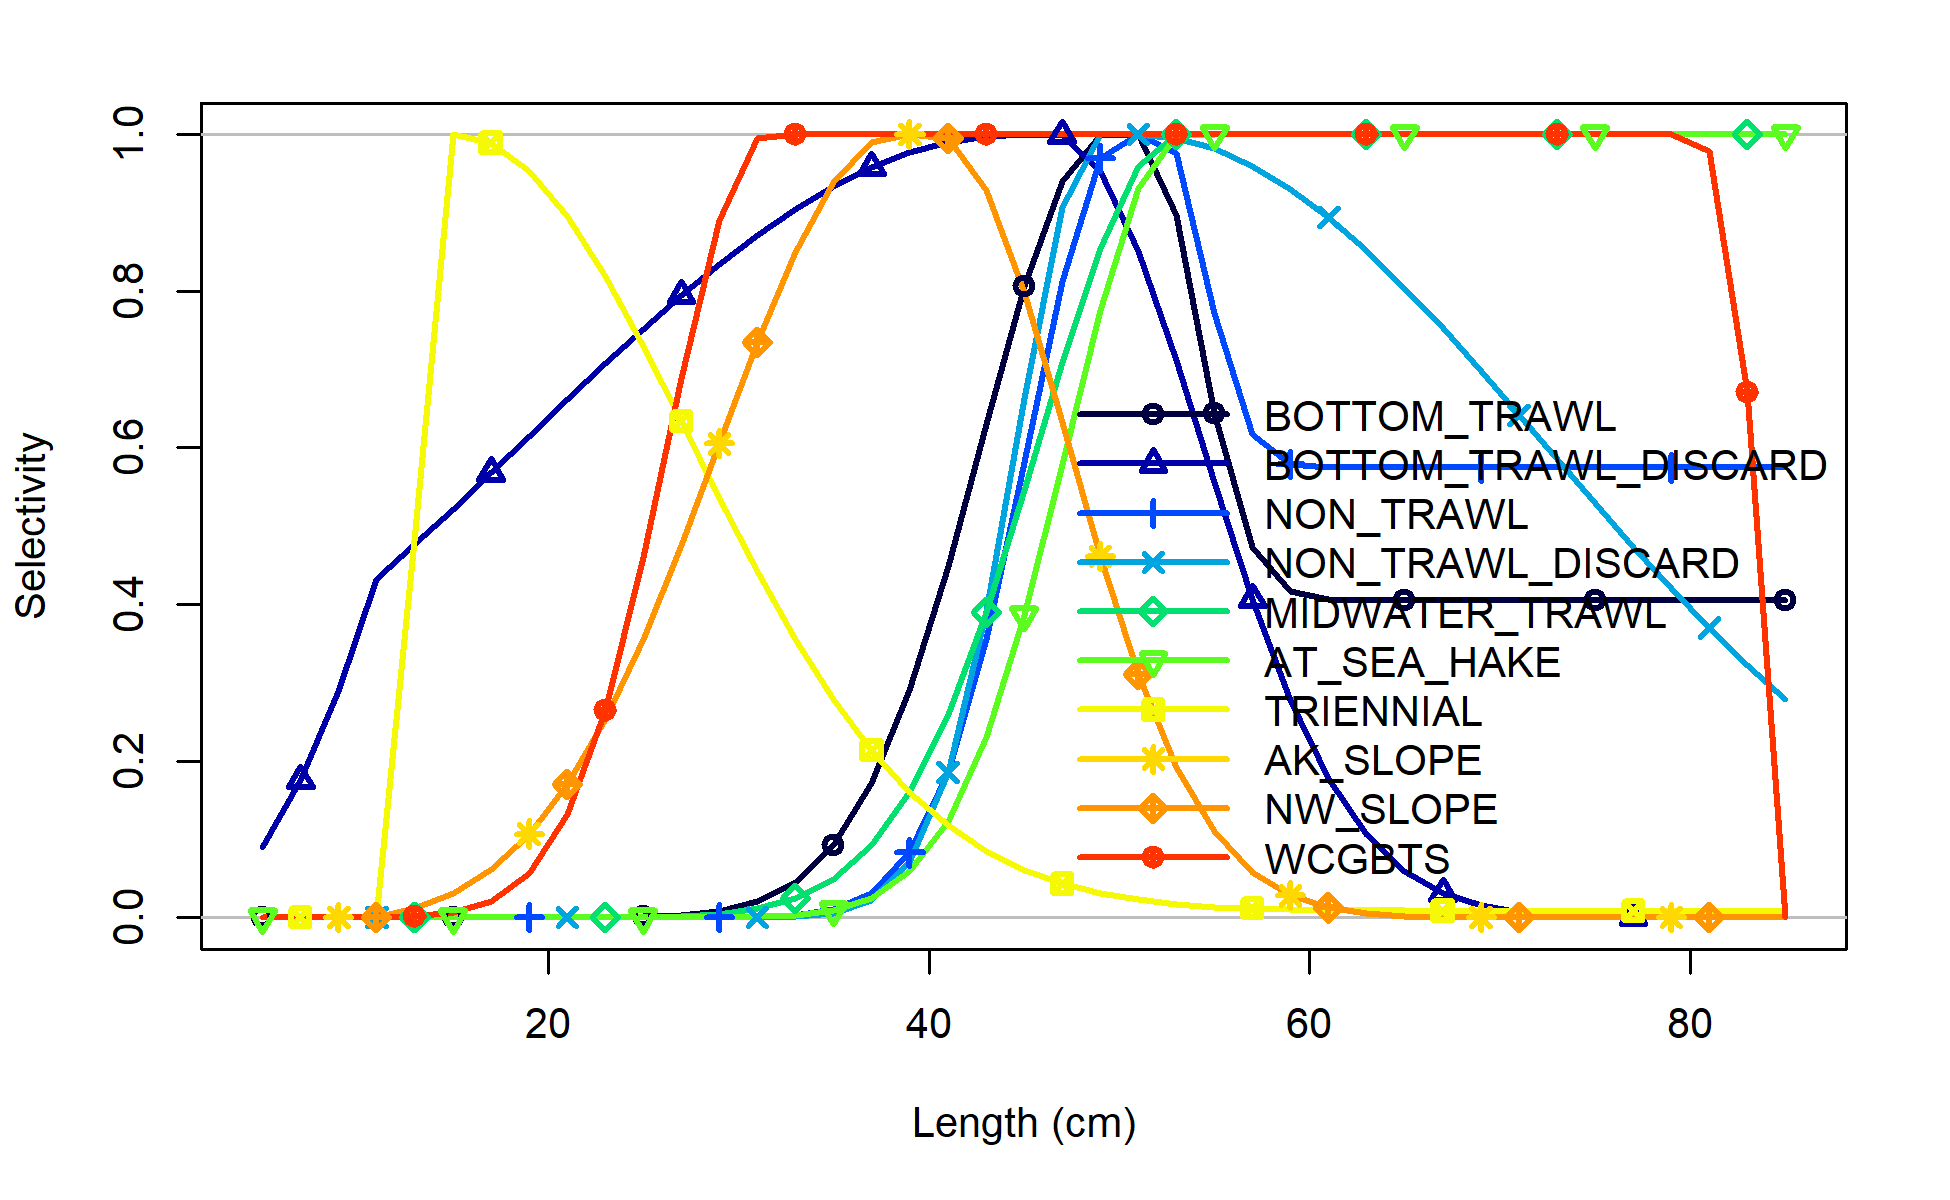 1.0
0.8
0.6
0.4
0.2
0.0
Selectivity
BOTTOM_TRAWL
BOTTOM_TRAWL_DISCARD
NON_TRAWL
NON_TRAWL_DISCARD
MIDWATER_TRAWL
AT_SEA_HAKE
TRIENNIAL
AK_SLOPE
NW_SLOPE
WCGBTS
20 40 60 80
Length (cm)